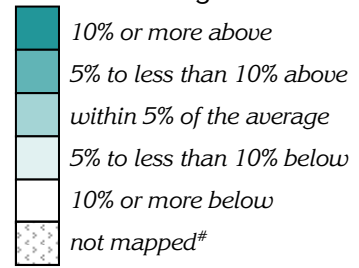 10% or more above
5% to less than 10% above
within 5% of the average
5% to less than 10% below
10% or more below
not mapped#